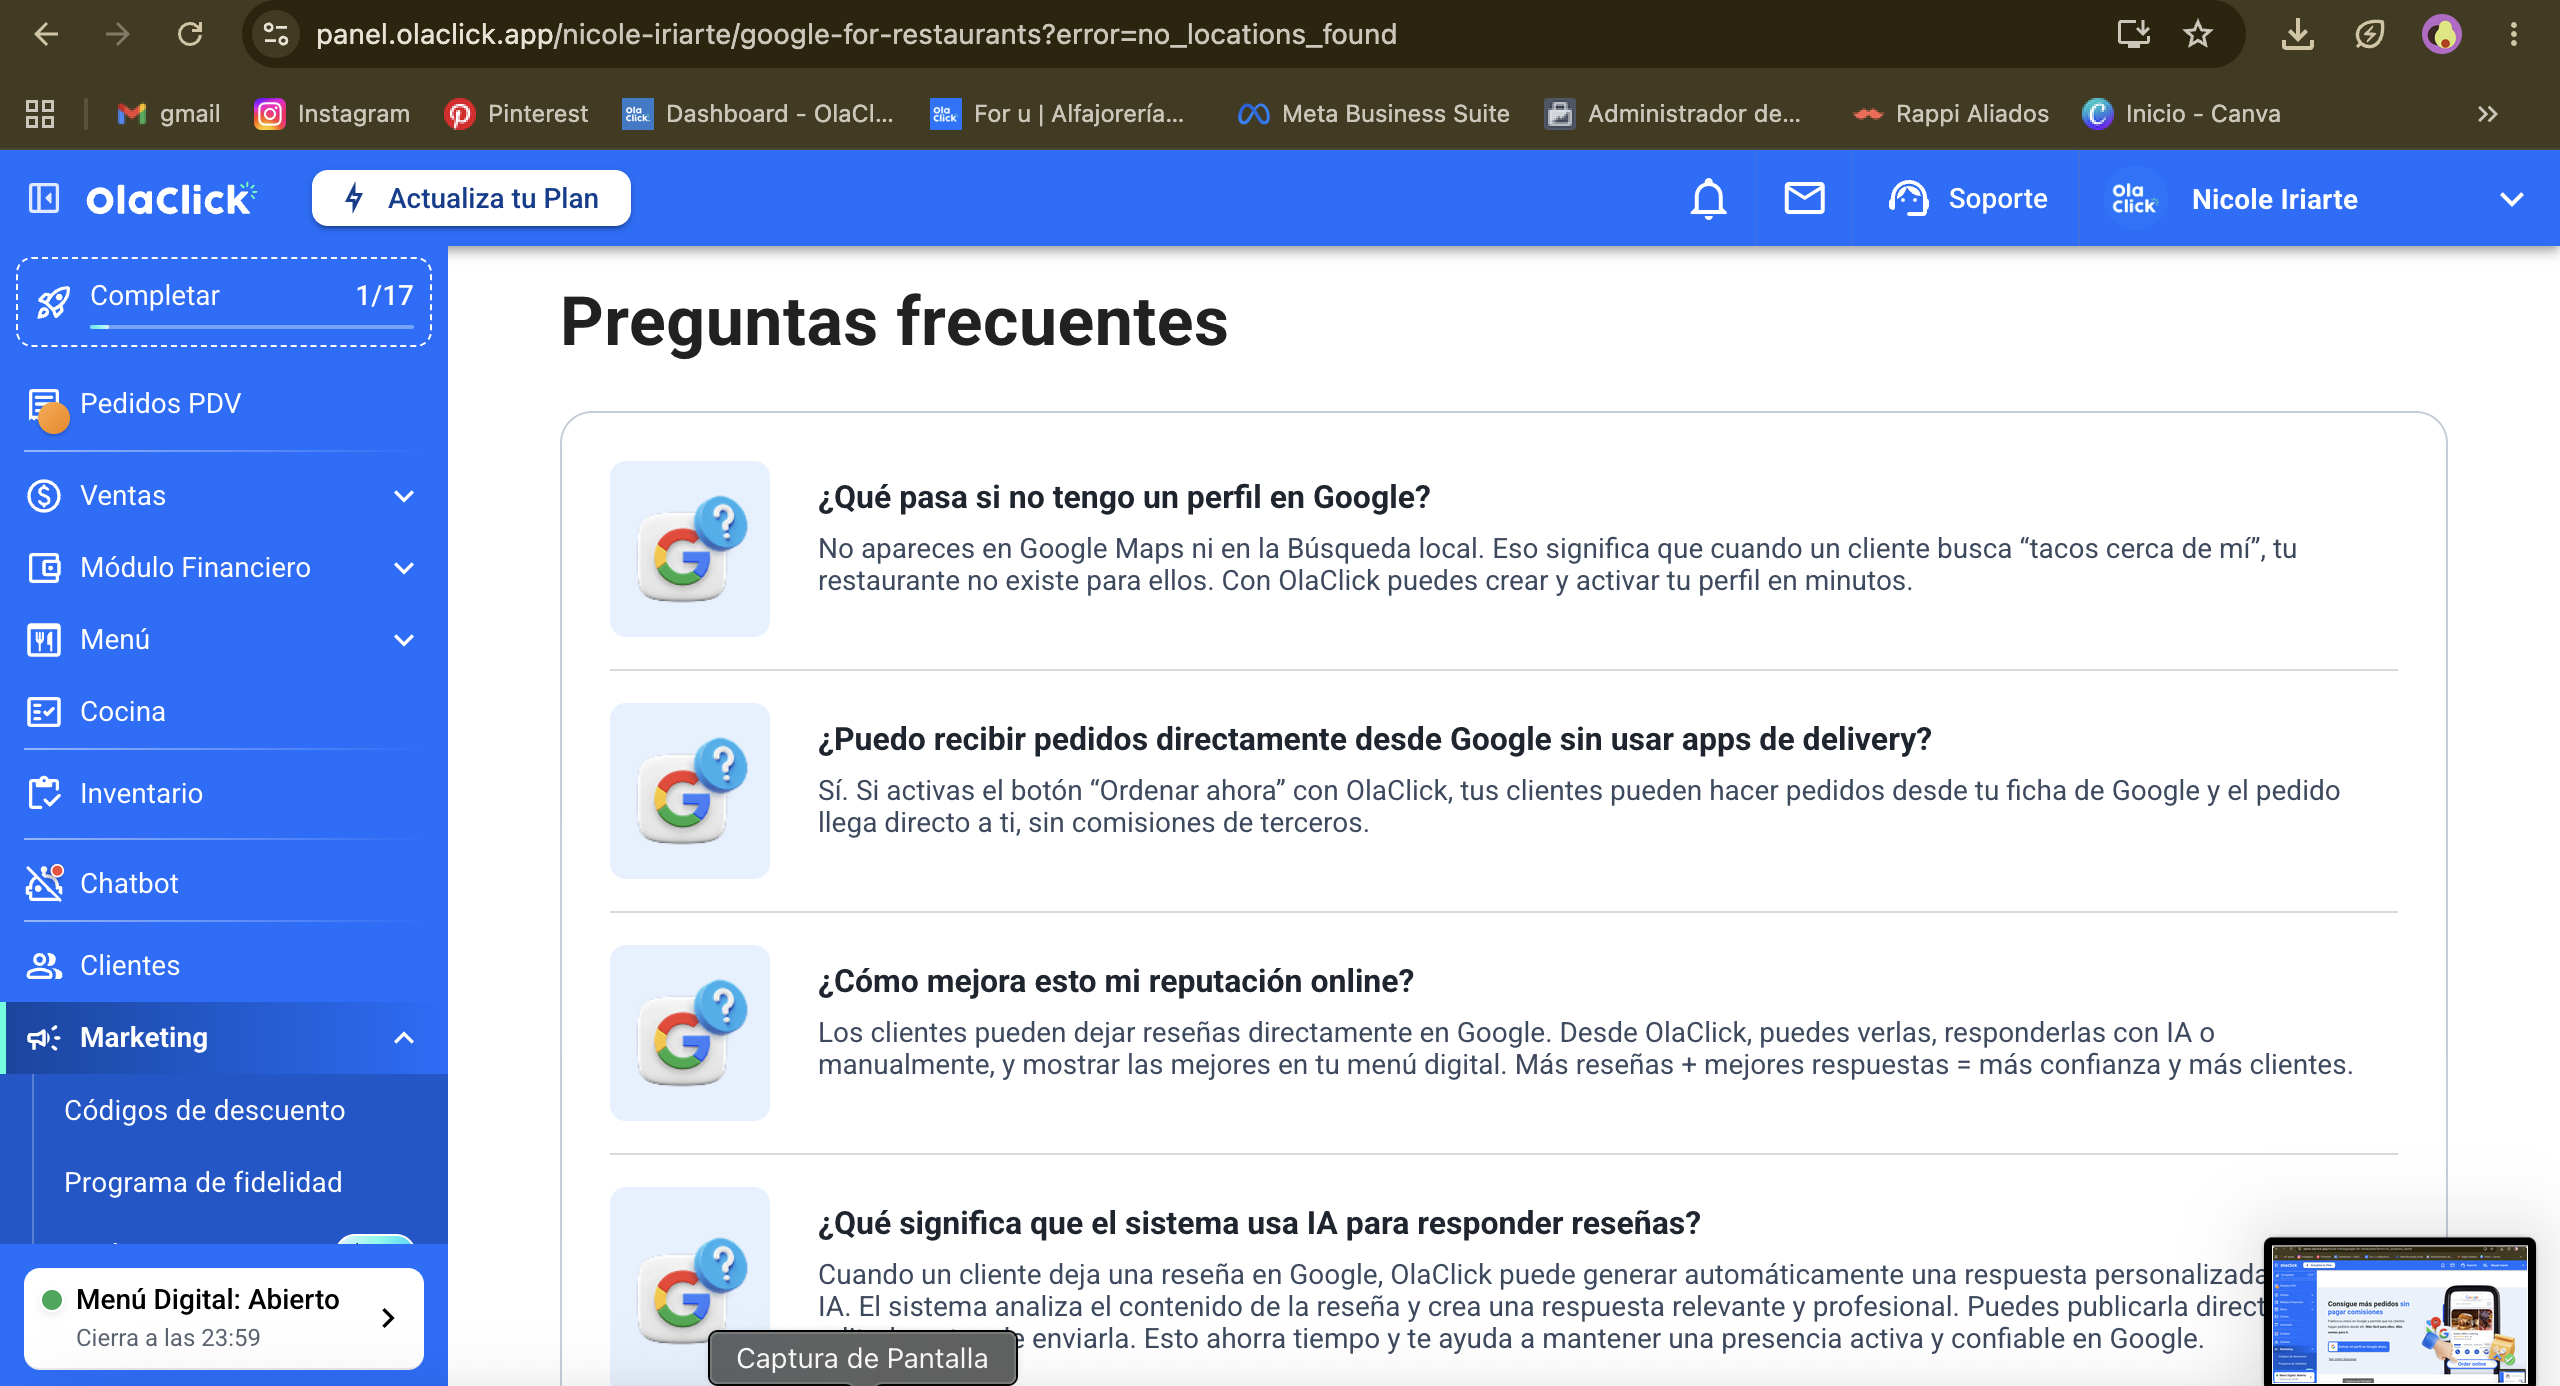 panel.olaclick.app/nicole-iriarte/google-for-restaurants?error=no_locations_found
gmail
Instagram
Pinterest
Dashboard - OlaCl...
For u | Alfajorería...
Meta Business Suite
Administrador de...
Rappi Aliados
Inicio - Canva
OlaClick
Actualiza tu Plan
Soporte
Ola Click
Nicole Iriarte
Completar 1/17
Pedidos PDV
Ventas
Módulo Financiero
Menú
Cocina
Inventario
Chatbot
Clientes
Marketing
Códigos de descuento
Programa de fidelidad
Menú Digital: Abierto
Cierra a las 23:59
Preguntas frecuentes
¿Qué pasa si no tengo un perfil en Google?
No apareces en Google Maps ni en la Búsqueda local. Eso significa que cuando un cliente busca “tacos cerca de mí”, tu
restaurante no existe para ellos. Con OlaClick puedes crear y activar tu perfil en minutos.
¿Puedo recibir pedidos directamente desde Google sin usar apps de delivery?
Sí. Si activas el botón “Ordenar ahora” con OlaClick, tus clientes pueden hacer pedidos desde tu ficha de Google y el pedido
llega directo a ti, sin comisiones de terceros.
¿Cómo mejora esto mi reputación online?
Los clientes pueden dejar reseñas directamente en Google. Desde OlaClick, puedes verlas, responderlas con IA o
manualmente, y mostrar las mejores en tu menú digital. Más reseñas + mejores respuestas = más confianza y más clientes.
¿Qué significa que el sistema usa IA para responder reseñas?
Cuando un cliente deja una reseña en Google, OlaClick puede generar automáticamente una respuesta personalizada
IA. El sistema analiza el contenido de la reseña y crea una respuesta relevante y profesional. Puedes publicarla
enviarla. Esto ahorra tiempo y te ayuda a mantener una presencia activa y confiable en Google.
Captura de Pantalla
Consigue más pedidos sin
pagar comisiones